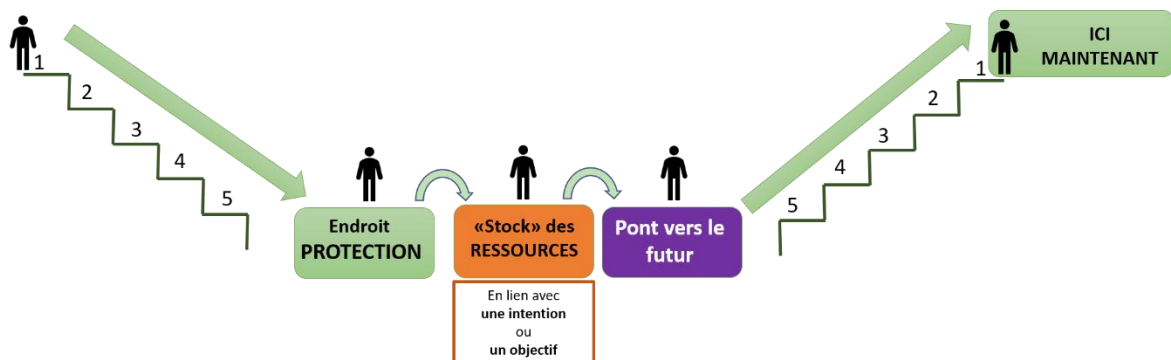 1
2
3
4
5
Endroit
PROTECTION
«Stock» des
RESSOURCES
En lien avec
une intention
ou
un objectif
Pont vers le
futur
5
4
3
2
1
ICI
MAINTENANT